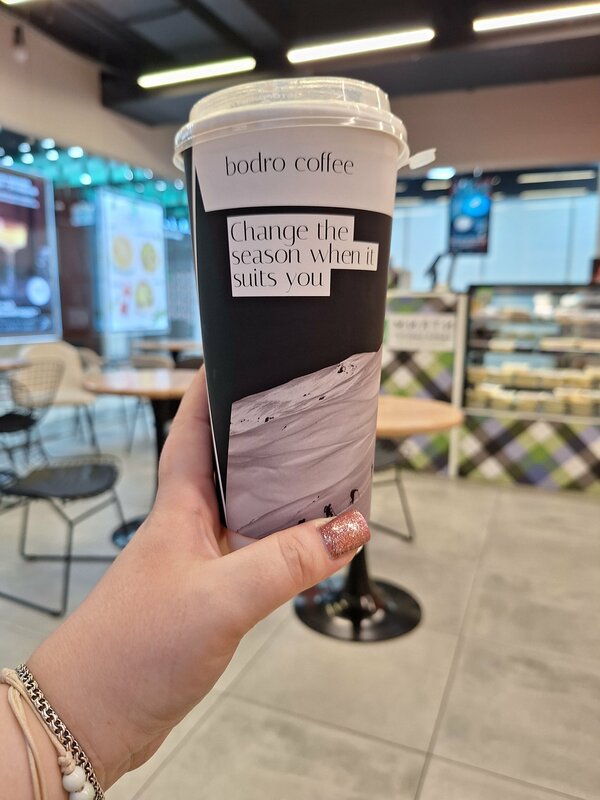 bodro coffee
Change the
season when it
suits you